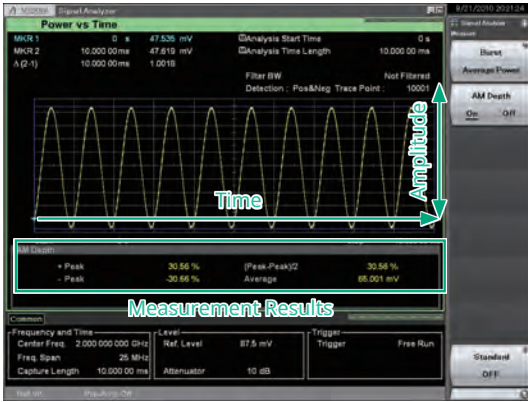 Signal Analyzer
9/21/2010 20:21:24
Power vs Time
MKR 1 0 s 47.535 mV Analysis Start Time 0 s
MKR 2 10.000 00 ms 47.619 mV Analysis Time Length 10.000 00 ms
Δ (2-1) 10.000 00 ms 1.0018
Filter BW Not Filtered
Detection : Pos&Neg Trace Point : 10001
Burst
Average Power
AM Depth
On Off
Amplitude
Time
AM Depth
+ Peak 30.56 % (Peak-Peak)/2 30.56 %
- Peak -30.56 % Average 65.001 mV
Measurement Results
Common
Frequency and Time Level Trigger
Center Freq. 2.000 000 000 GHz Ref. Level 87.5 mV Trigger Free Run
Freq. Span 25 MHz
Capture Length 10.000 00 ms Attenuator 10 dB
Standard
OFF